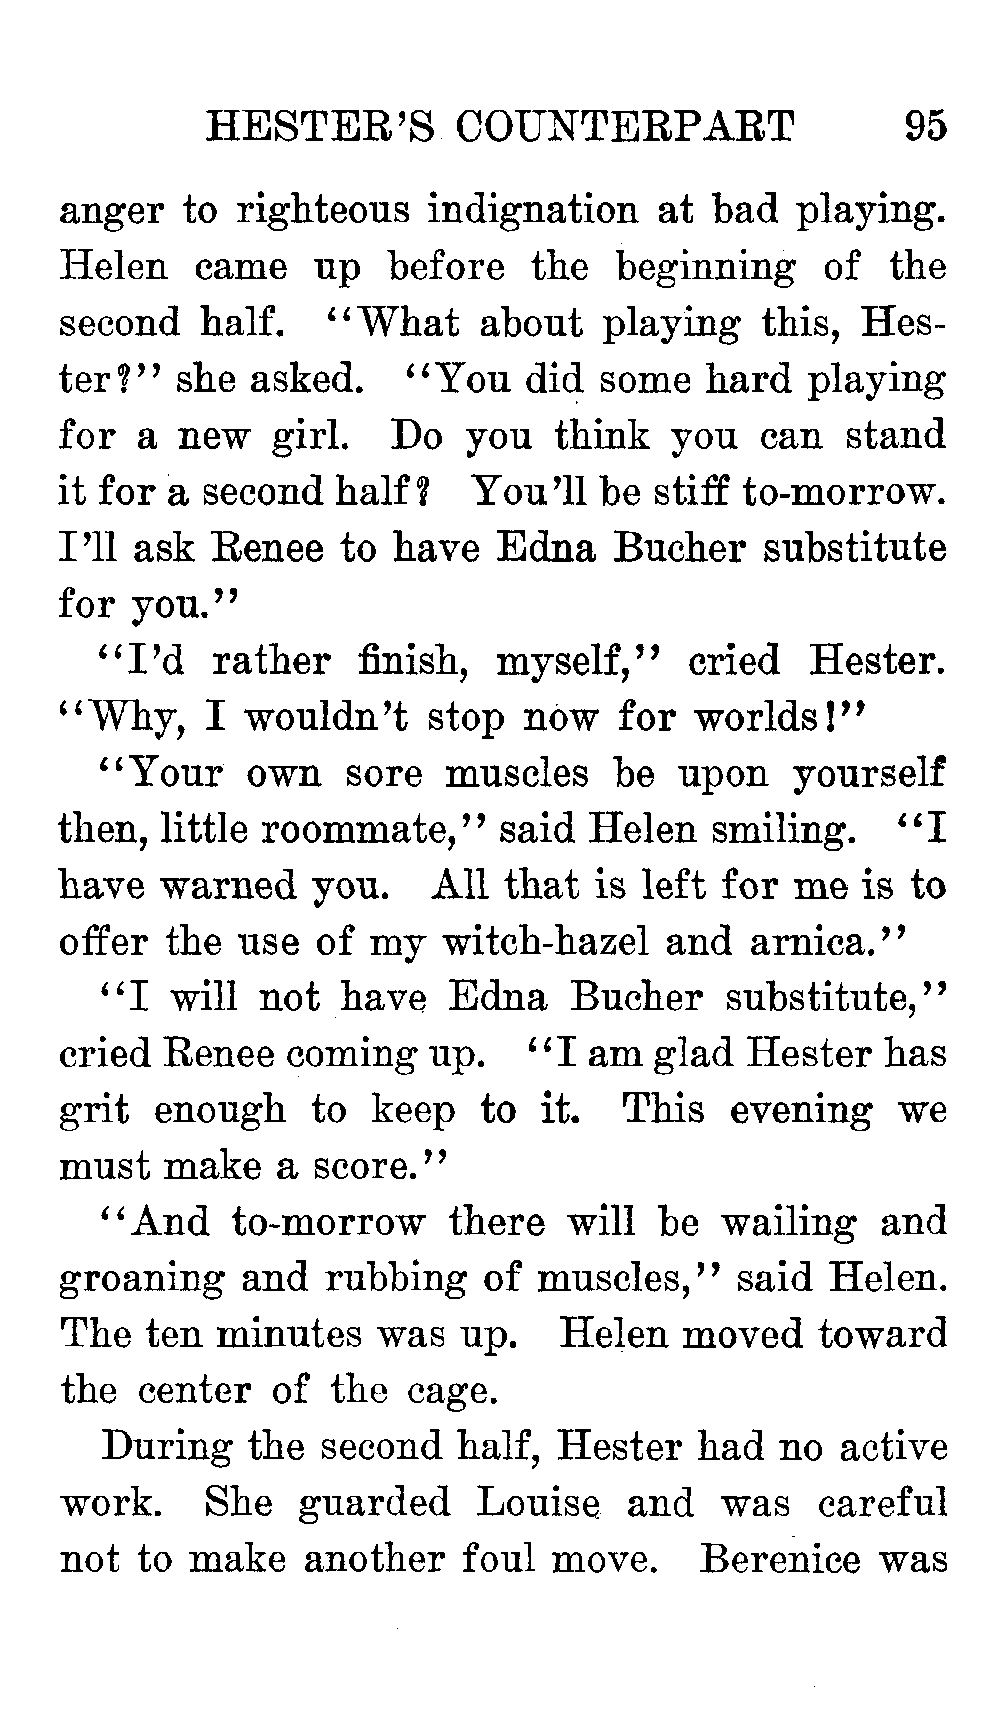 HESTER'S COUNTERPART 95
anger to righteous indignation at bad playing.
Helen came up before the beginning of the
second half. "What about playing this, Hes-
ter?" she asked. "You did some hard playing
for a new girl. Do you think you can stand
it for a second half? You'll be stiff to-morrow.
I'll ask Renee to have Edna Bucher substitute
for you."
"I'd rather finish, myself," cried Hester.
"Why, I wouldn't stop now for worlds!"
"Your own sore muscles be upon yourself
then, little roommate," said Helen smiling. "I
have warned you. All that is left for me is to
offer the use of my witch-hazel and arnica."
"I will not have Edna Bucher substitute,"
cried Renee coming up. "I am glad Hester has
grit enough to keep to it. This evening we
must make a score."
"And to-morrow there will be wailing and
groaning and rubbing of muscles," said Helen.
The ten minutes was up. Helen moved toward
the center of the cage.
During the second half, Hester had no active
work. She guarded Louise and was careful
not to make another foul move. Berenice was